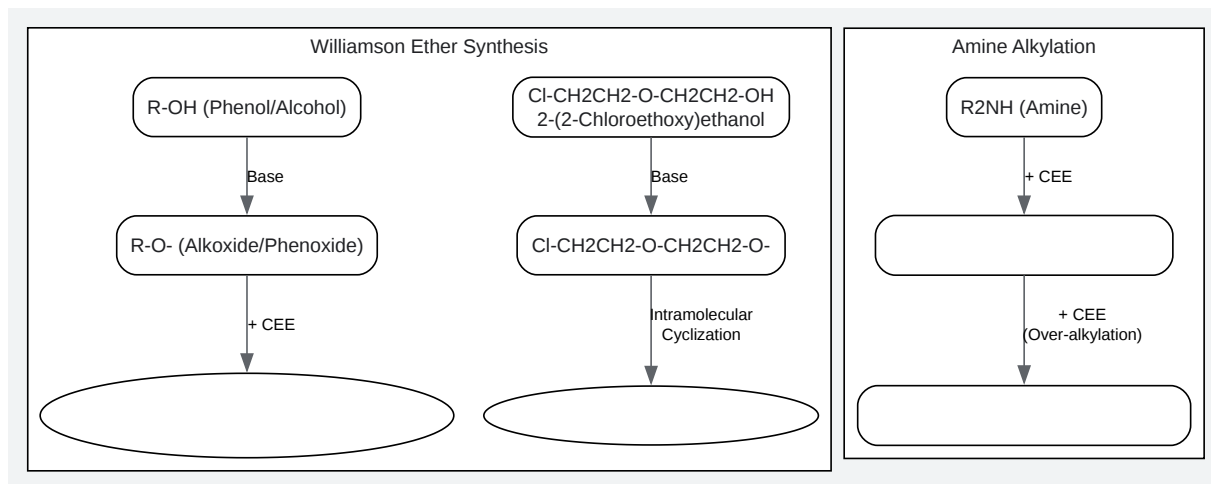 Williamson Ether Synthesis
R-OH (Phenol/Alcohol)
Base
R-O- (Alkoxide/Phenoxide)
+ CEE
Cl-CH2CH2-O-CH2CH2-OH
2-(2-Chloroethoxy)ethanol
Base
Cl-CH2CH2-O-CH2CH2-O-
Intramolecular
Cyclization
Amine Alkylation
R2NH (Amine)
+ CEE
+ CEE
(Over-alkylation)